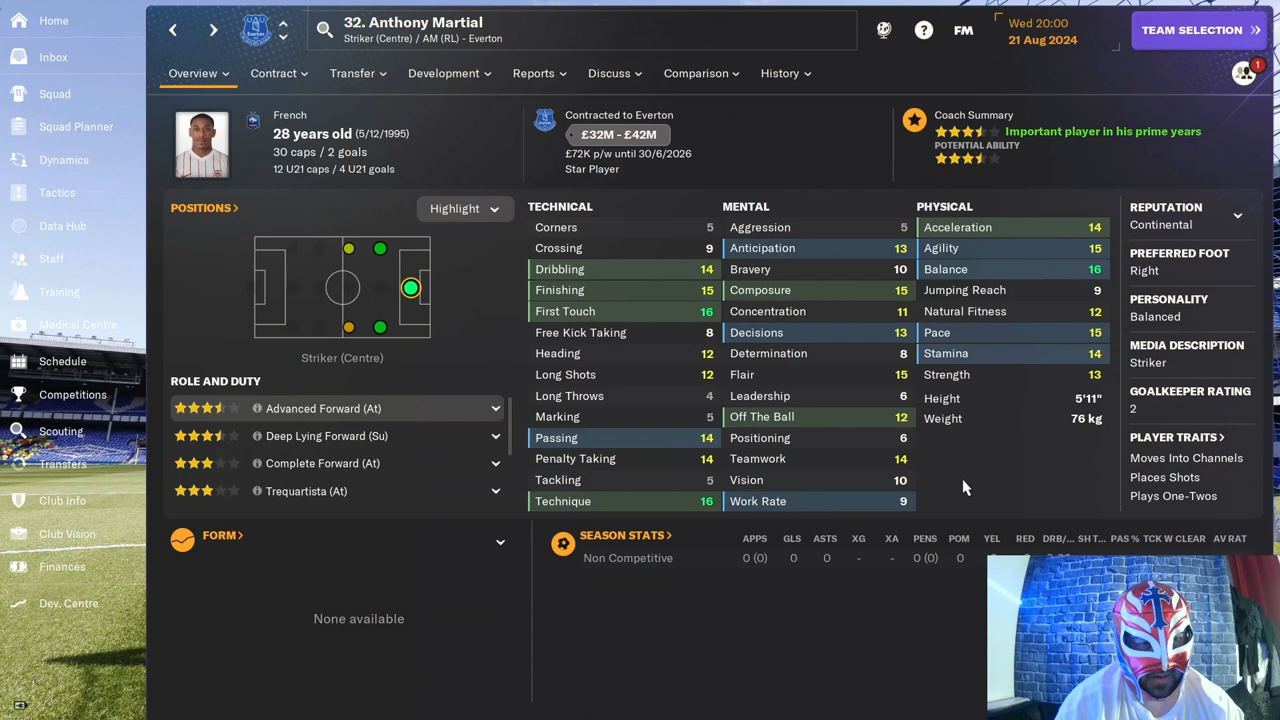 Home
Inbox
Squad
Squad Planner
Dynamics
Tactics
Data Hub
Staff
Training
Medical Centre
Schedule
Competitions
Scouting
Transfers
Club Info
Club Vision
Finances
Dev. Centre
32. Anthony Martial
Striker (Centre) / AM (RL) - Everton
? FM
Wed 20:00
21 Aug 2024
TEAM SELECTION
1
Overview Contract Transfer Development Reports Discuss Comparison History
French
28 years old (5/12/1995)
30 caps / 2 goals
12 U21 caps / 4 U21 goals
Contracted to Everton
£32M - £42M
£72K p/w until 30/6/2026
Star Player
Coach Summary
Important player in his prime years
POTENTIAL ABILITY
POSITIONS
Highlight
Striker (Centre)
ROLE AND DUTY
Advanced Forward (At)
Deep Lying Forward (Su)
Complete Forward (At)
Trequartista (At)
TECHNICAL
Corners 5
Crossing 9
Dribbling 14
Finishing 15
First Touch 16
Free Kick Taking 8
Heading 12
Long Shots 12
Long Throws 4
Marking 5
Passing 14
Penalty Taking 14
Tackling 5
Technique 16
MENTAL
Aggression 5
Anticipation 13
Bravery 10
Composure 15
Concentration 11
Decisions 13
Determination 8
Flair 15
Leadership 6
Off The Ball 12
Positioning 6
Teamwork 14
Vision 10
Work Rate 9
PHYSICAL
Acceleration 14
Agility 15
Balance 16
Jumping Reach 9
Natural Fitness 12
Pace 15
Stamina 14
Strength 13
Height 5'11"
Weight 76 kg
REPUTATION
Continental
PREFERRED FOOT
Right
PERSONALITY
Balanced
MEDIA DESCRIPTION
Striker
GOALKEEPER RATING
2
PLAYER TRAITS
Moves Into Channels
Places Shots
Plays One-Twos
FORM
None available
SEASON STATS APPS GLS ASTS XG XA PENS POM YEL RED DRB/... SH T... PAS % TCK W CLEAR AV RAT
Non Competitive 0 (0) 0 0 - - 0 (0) 0